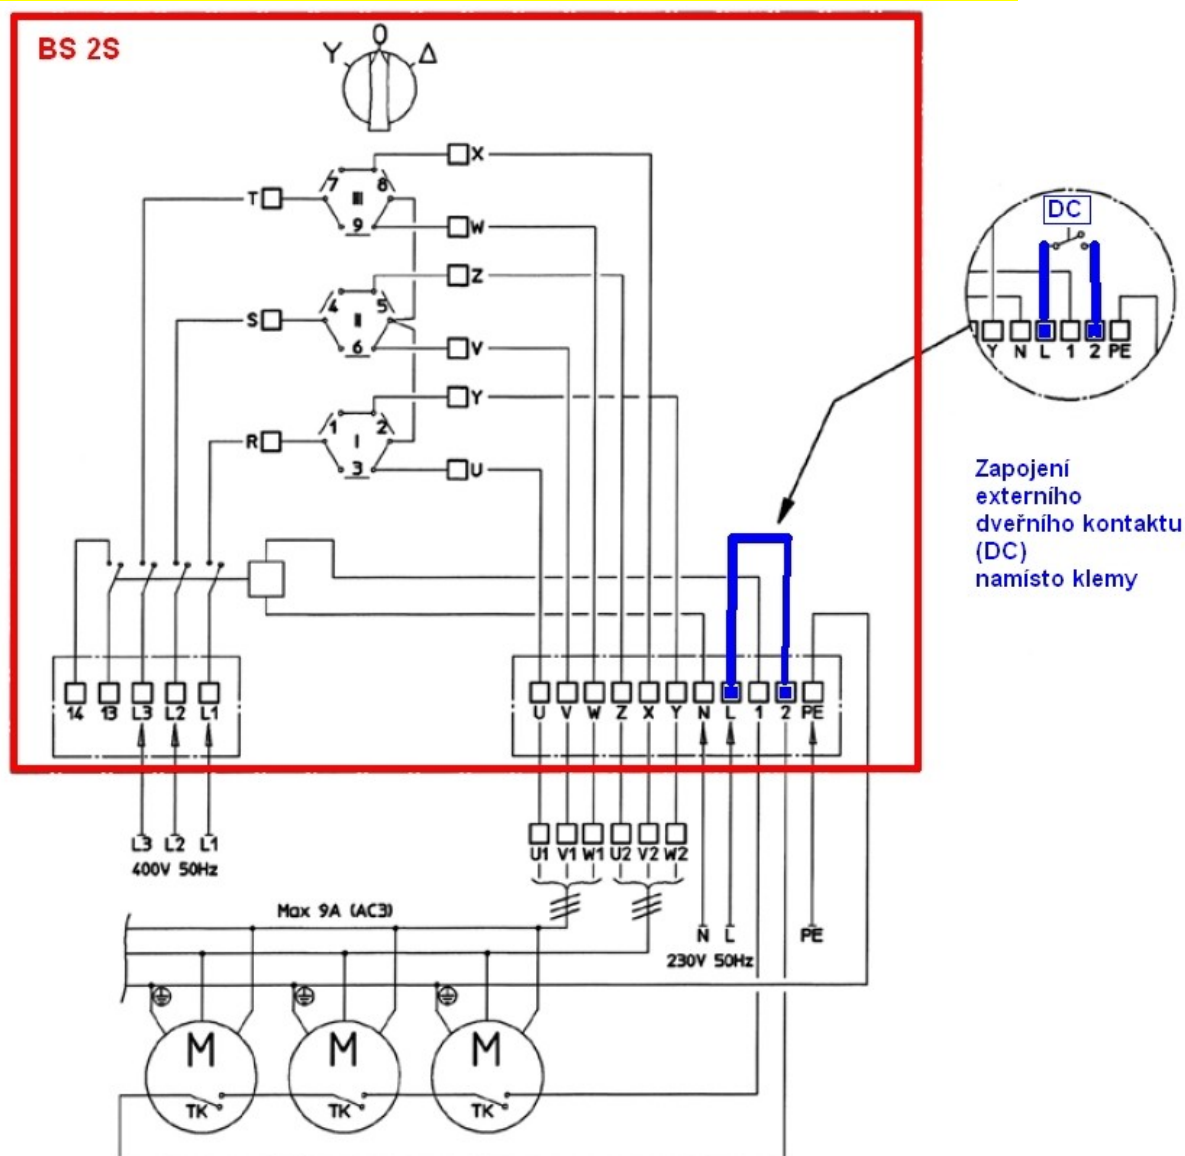 BS 2S
Y O Δ
X
7 8
T III
9 W
Z
4 5
S II
6 V
Y
1 2
R I
3 U
DC
Y N L 1 2 PE
Zapojení
externího
dveřního kontaktu
(DC)
namísto klemy
14 13 L3 L2 L1
U V W Z X Y N L 1 2 PE
L3 L2 L1
400V 50Hz
U1 V1 W1 U2 V2 W2
Max 9A (AC3)
N L PE
230V 50Hz
M M M
TK TK TK